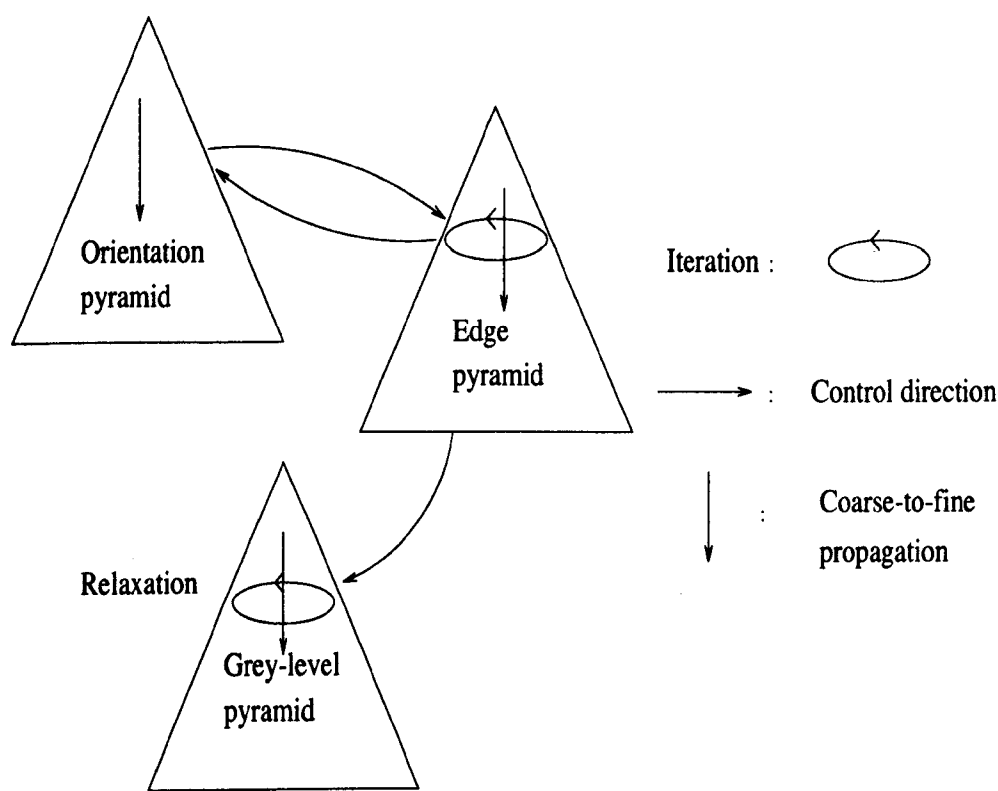 Orientation
pyramid
Edge
pyramid
Iteration :
: Control direction
: Coarse-to-fine
propagation
Relaxation
Grey-level
pyramid